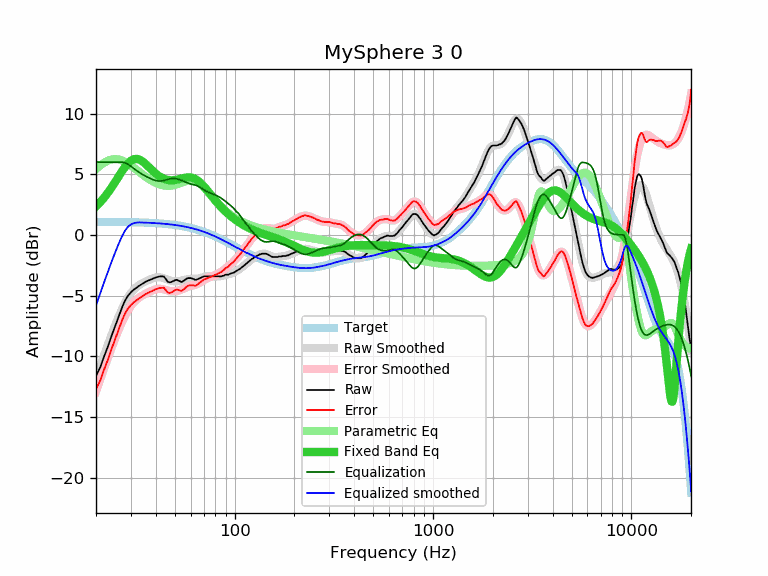 MySphere 3 0
Amplitude (dBr)
10
5
0
−5
−10
−15
−20
Target
Raw Smoothed
Error Smoothed
Raw
Error
Parametric Eq
Fixed Band Eq
Equalization
Equalized smoothed
100 1000 10000
Frequency (Hz)